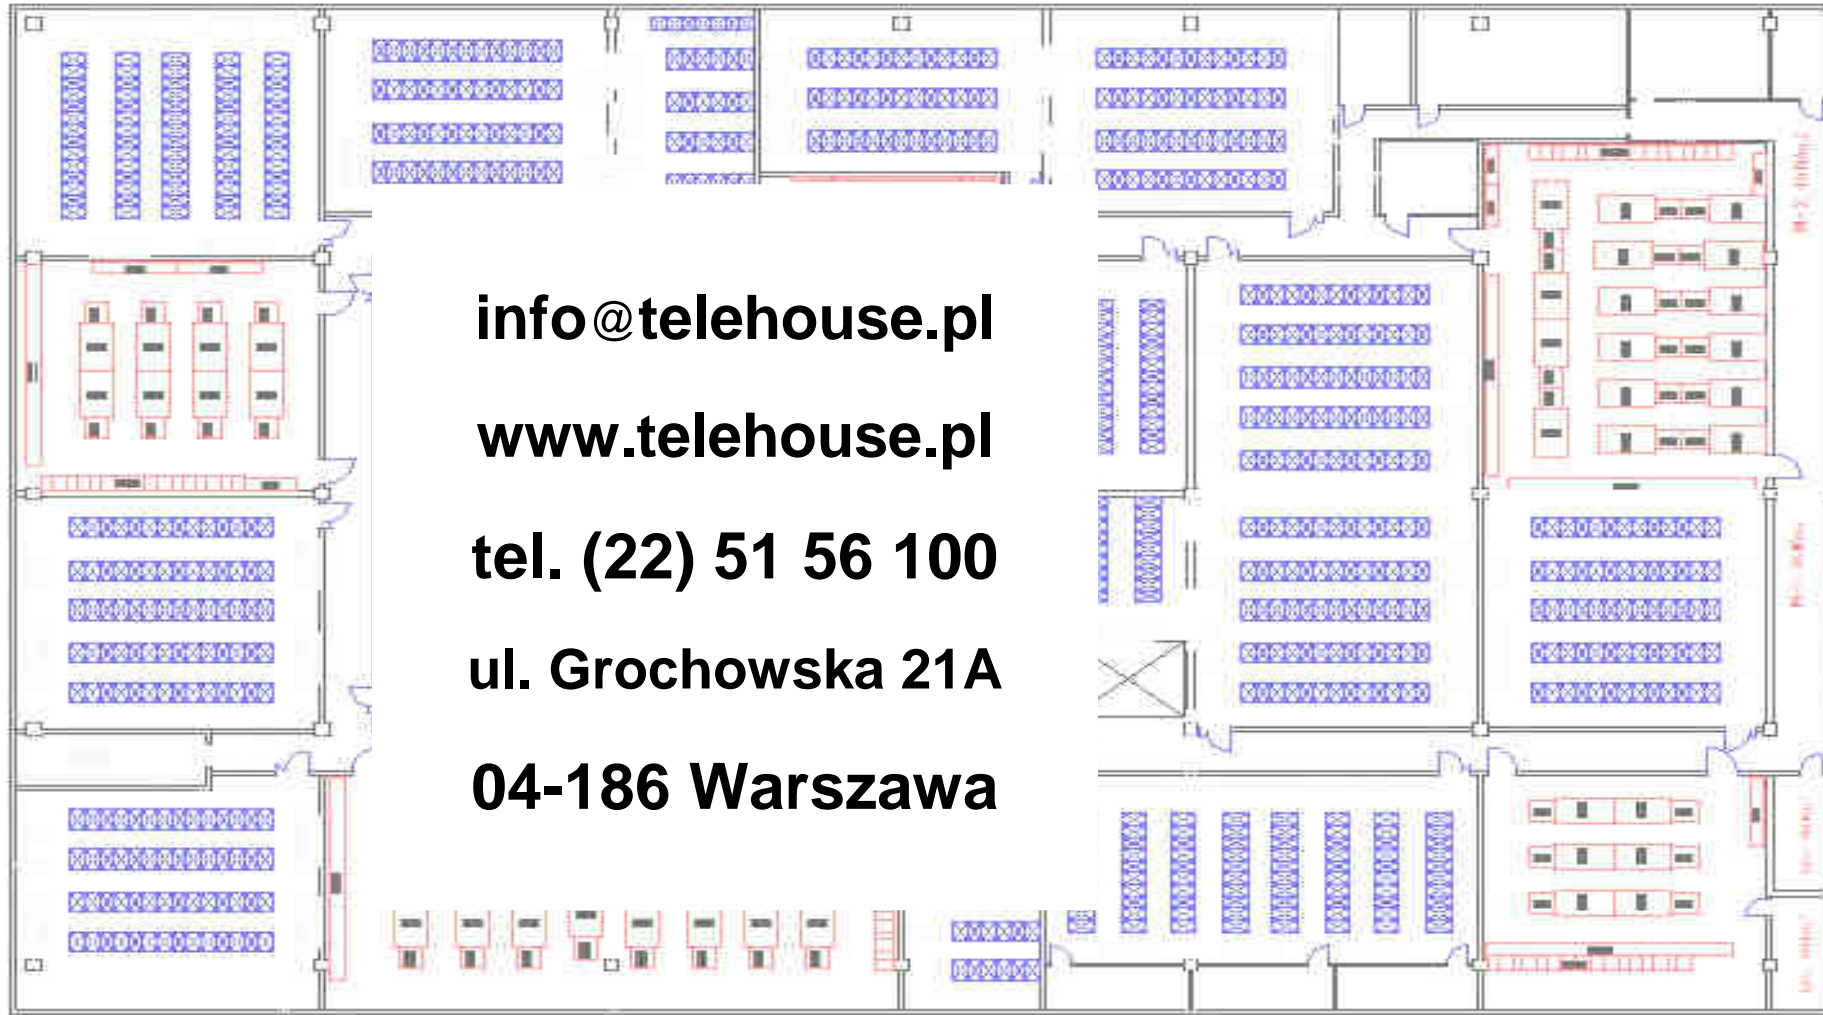 info@telehouse.pl
www.telehouse.pl
tel. (22) 51 56 100
ul. Grochowska 21A
04-186 Warszawa